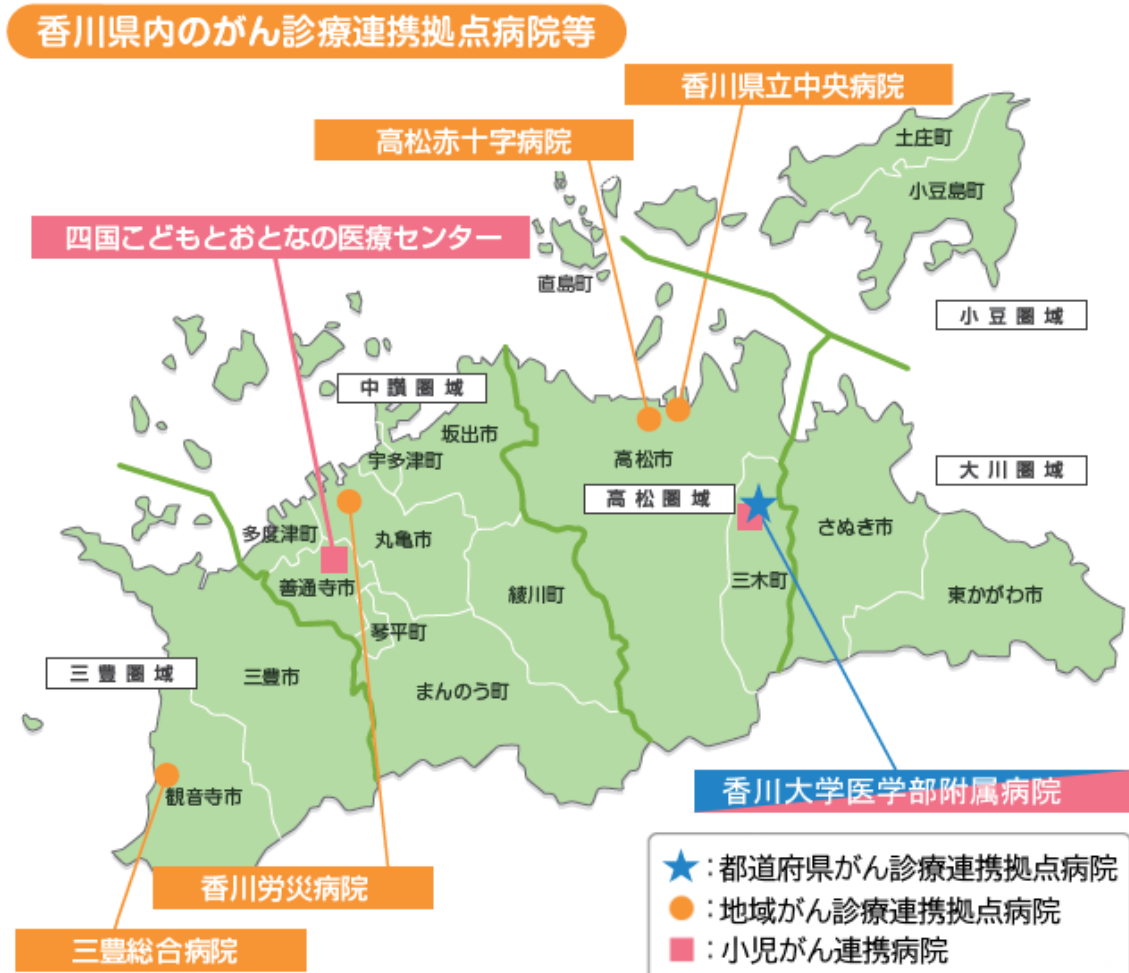 香川県内のがん診療連携拠点病院等
香川県立中央病院
高松赤十字病院
土庄町
小豆島町
四国こどもとおとなの医療センター
直島町
小豆圏域
中讃圏域
坂出市
宇多津町
高松市
大川圏域
高松圏域
多度津町
丸亀市
さぬき市
善通寺市
三木町
綾川町
東かがわ市
琴平町
三豊圏域
三豊市
まんのう町
観音寺市
香川大学医学部附属病院
香川労災病院
三豊総合病院
★:都道府県がん診療連携拠点病院
●:地域がん診療連携拠点病院
■:小児がん連携病院